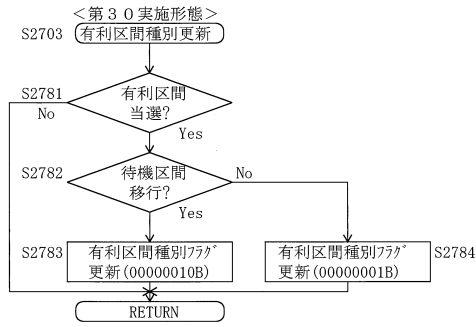 ＜第３０実施形態＞
S2703
有利区間種別更新
S2781
有利区間
当選?
No
Yes
S2782
待機区間
移行?
No
Yes
S2783
有利区間種別ﾌﾗｸﾞ
更新(00000010B)
有利区間種別ﾌﾗｸﾞ
更新(00000001B)
S2784
RETURN